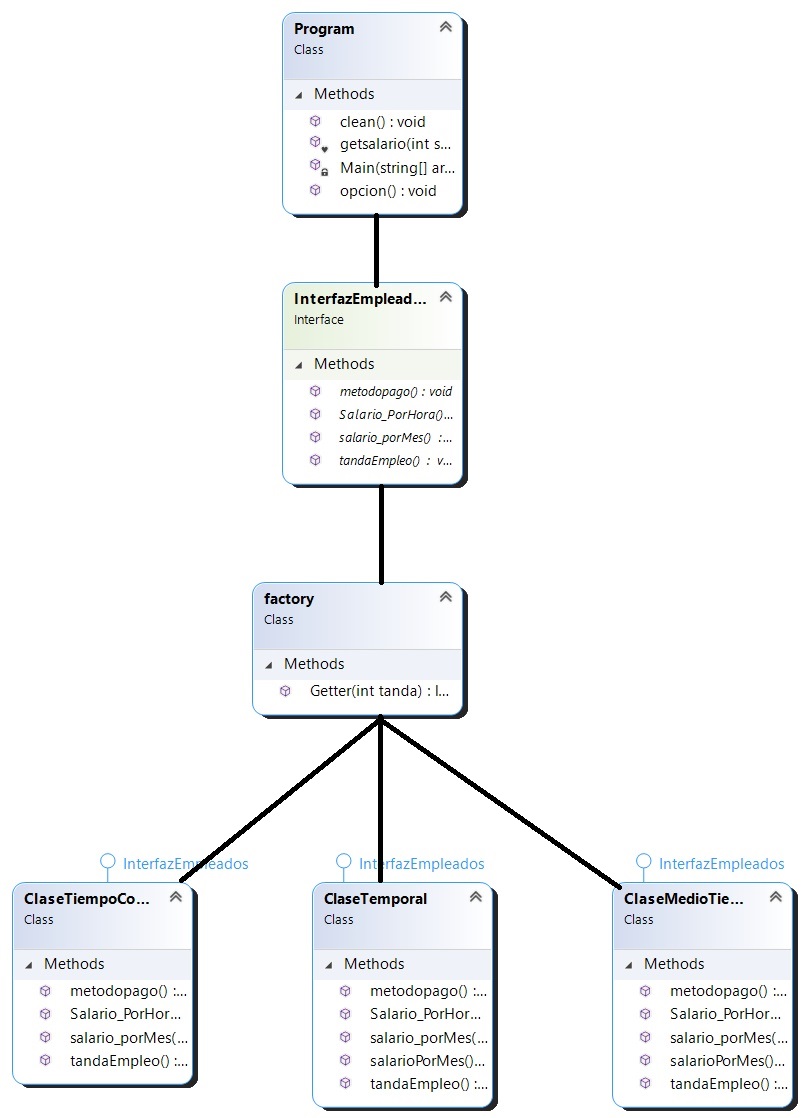 Program
Class
Methods
clean() : void
getsalario(int s...
Main(string[] ar...
opcion() : void
InterfazEmplead...
Interface
Methods
metodopago() : void
Salario_PorHora()...
salario_porMes() :...
tandaEmpleo() : v...
factory
Class
Methods
Getter(int tanda) : I...
InterfazEmpleados
ClaseTiempoCo...
Class
Methods
metodopago() :...
Salario_PorHor...
salario_porMes(...
tandaEmpleo() :...
InterfazEmpleados
ClaseTemporal
Class
Methods
metodopago() :...
Salario_PorHor...
salario_porMes(...
salarioPorMes()...
tandaEmpleo() :...
InterfazEmpleados
ClaseMedioTie...
Class
Methods
metodopago() :...
Salario_PorHor...
salario_porMes(...
salarioPorMes()...
tandaEmpleo() :...